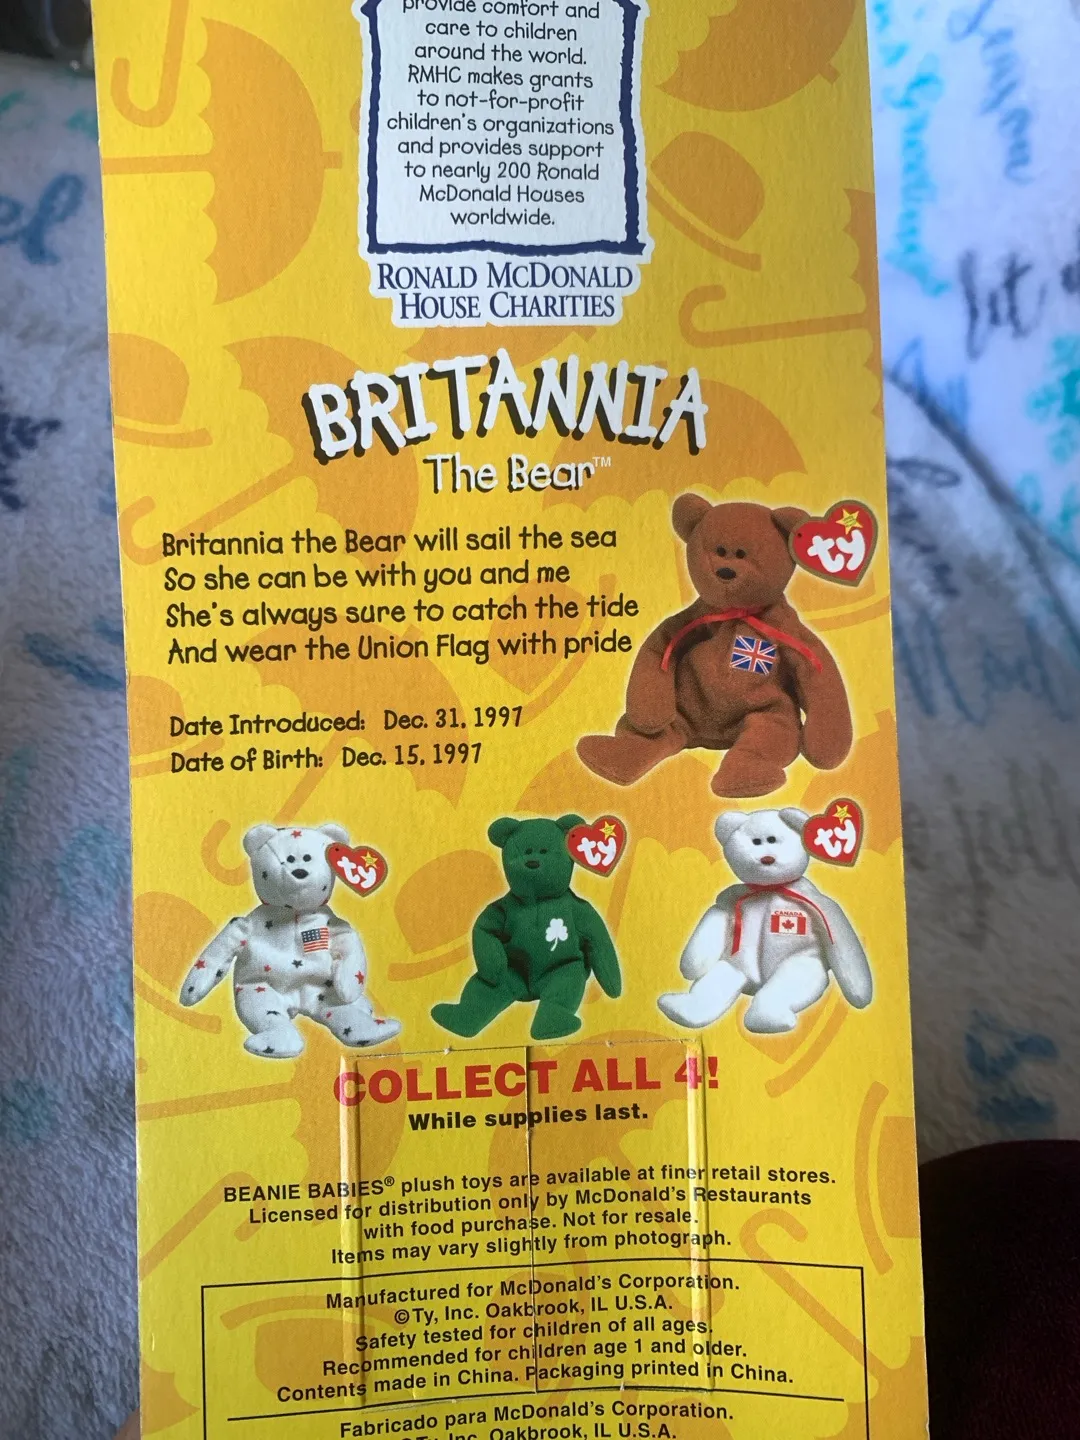 provide comfort and
care to children
around the world.
RMHC makes grants
to not-for-profit
children's organizations
and provides support
to nearly 200 Ronald
McDonald Houses
worldwide.
RONALD MCDONALD
HOUSE CHARITIES
BRITANNIA
The Bear™
Britannia the Bear will sail the sea
So she can be with you and me
She's always sure to catch the tide
And wear the Union Flag with pride
Date Introduced: Dec. 31, 1997
Date of Birth: Dec. 15, 1997
ty
ty
ty
ty
CANADA
COLLECT ALL 4!
While supplies last.
BEANIE BABIES® plush toys are available at finer retail stores.
Licensed for distribution only by McDonald's Restaurants
with food purchase. Not for resale.
Items may vary slightly from photograph.
Manufactured for McDonald's Corporation.
©Ty, Inc. Oakbrook, IL U.S.A.
Safety tested for children of all ages.
Recommended for children age 1 and older.
Contents made in China. Packaging printed in China.
Fabricado para McDonald's Corporation.
©Ty, Inc. Oakbrook, IL U.S.A.